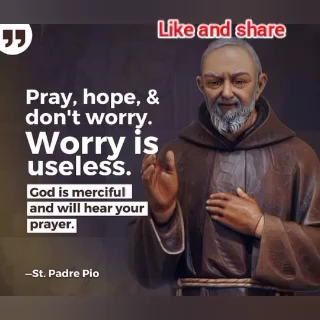 Like and share
Pray, hope, &
don't worry.
Worry is
useless.
God is merciful
and will hear your
prayer.
—St. Padre Pio